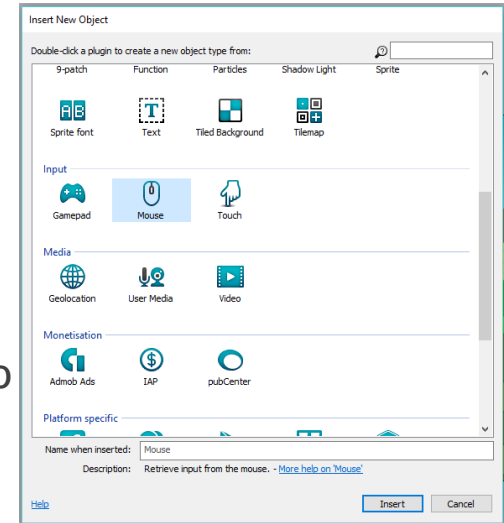 Insert New Object
Double-click a plugin to create a new object type from:
9-patch Function Particles Shadow Light Sprite
AB T
Sprite font Text Tiled Background Tilemap
Input
Gamepad Mouse Touch
Media
Geolocation User Media Video
Monetisation
$
Admob Ads IAP pubCenter
Platform specific
Name when inserted: Mouse
Description: Retrieve input from the mouse. - More help on 'Mouse'
Help Insert Cancel